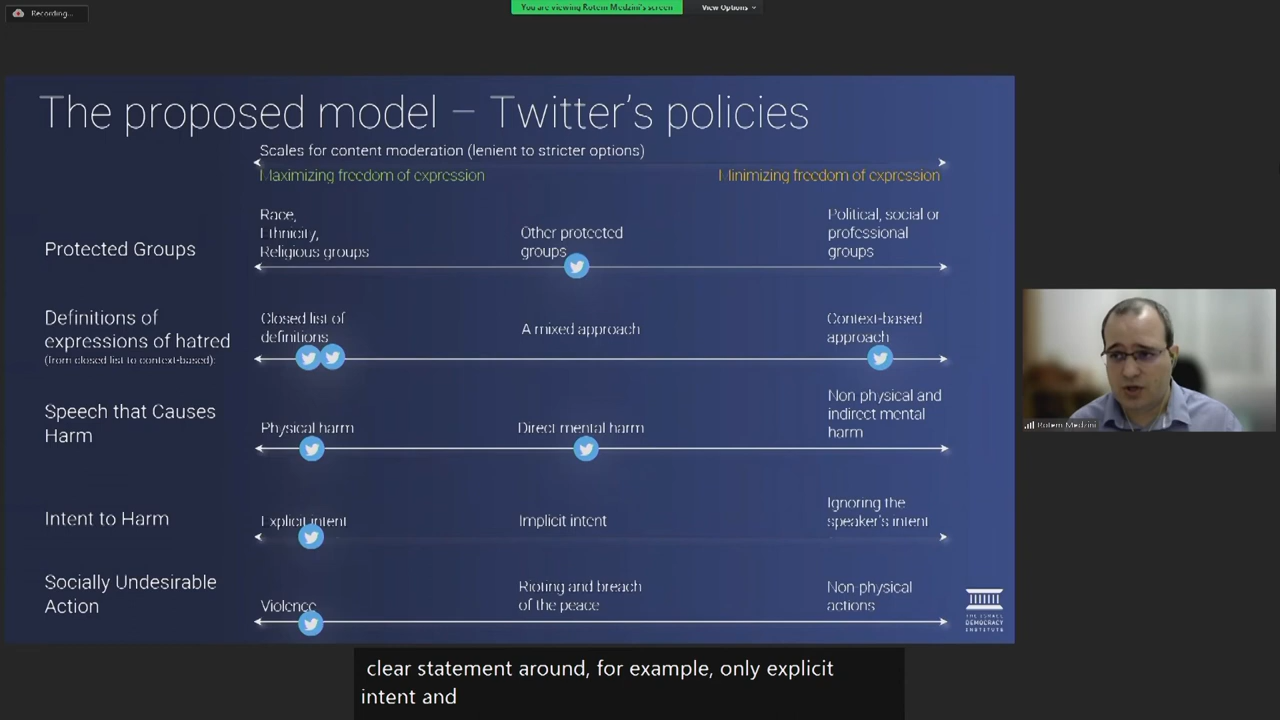 Recording...
You are viewing Rotem Medzini's screen
View Options
The proposed model – Twitter's policies
Scales for content moderation (lenient to stricter options)
Maximizing freedom of expression
Minimizing freedom of expression
Protected Groups
Race,
Ethnicity,
Religious groups
Other protected
groups
Political, social or
professional
groups
Definitions of
expressions of hatred
(from closed list to context-based):
Closed list of
definitions
A mixed approach
Context-based
approach
Speech that Causes
Harm
Physical harm
Direct mental harm
Non physical and
indirect mental
harm
Intent to Harm
Explicit intent
Implicit intent
Ignoring the
speaker's intent
Socially Undesirable
Action
Violence
Rioting and breach
of the peace
Non-physical
actions
THE ISRAEL
DEMOCRACY
INSTITUTE
Rotem Medzini
clear statement around, for example, only explicit
intent and